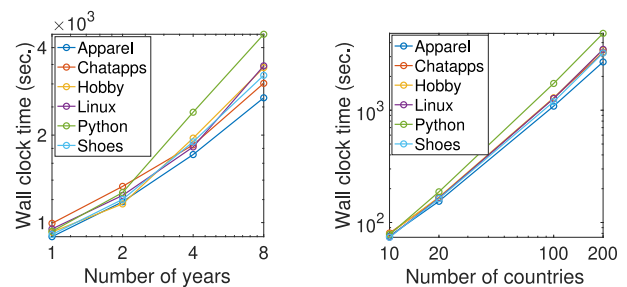 ×10³
Wall clock time (sec.)
4
2
1
Apparel
Chatapps
Hobby
Linux
Python
Shoes
1 2 4 8
Number of years
Wall clock time (sec.)
10³
10²
Apparel
Chatapps
Hobby
Linux
Python
Shoes
10 20 100 200
Number of countries